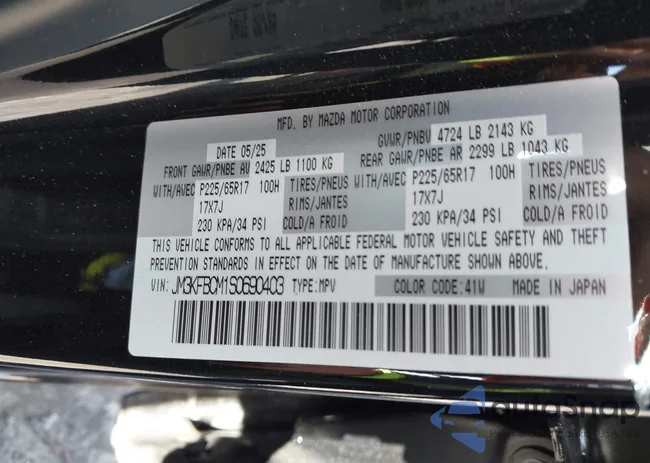 MFD. BY MAZDA MOTOR CORPORATION
DATE 05/25 GVWR/PNBV 4724 LB 2143 KG
FRONT GAWR/PNBE AV 2425 LB 1100 KG REAR GAWR/PNBE AR 2299 LB 1043 KG
WITH/AVEC P225/65R17 100H TIRES/PNEUS WITH/AVEC P225/65R17 100H TIRES/PNEUS
17X7J RIMS/JANTES 17X7J RIMS/JANTES
230 KPA/34 PSI COLD/A FROID 230 KPA/34 PSI COLD/A FROID
THIS VEHICLE CONFORMS TO ALL APPLICABLE FEDERAL MOTOR VEHICLE SAFETY AND THEFT
PREVENTION STANDARDS IN EFFECT ON THE DATE OF MANUFACTURE SHOWN ABOVE.
VIN: JM3KFBCM1S0690403 TYPE:MPV COLOR CODE:41W MADE IN JAPAN
autoSnap